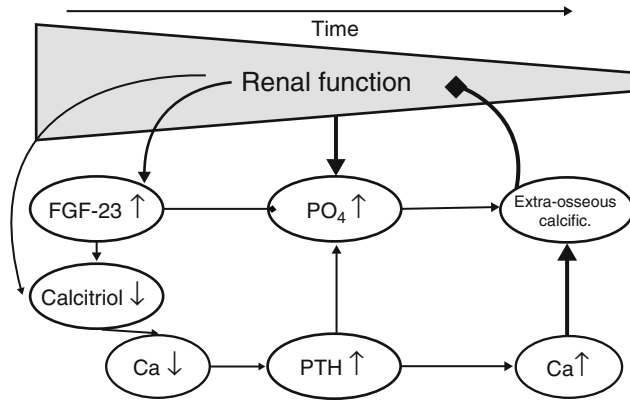 Time
Renal function
FGF-23 ↑
PO₄ ↑
Extra-osseous
calcific.
Calcitriol ↓
Ca ↓
PTH ↑
Ca↑